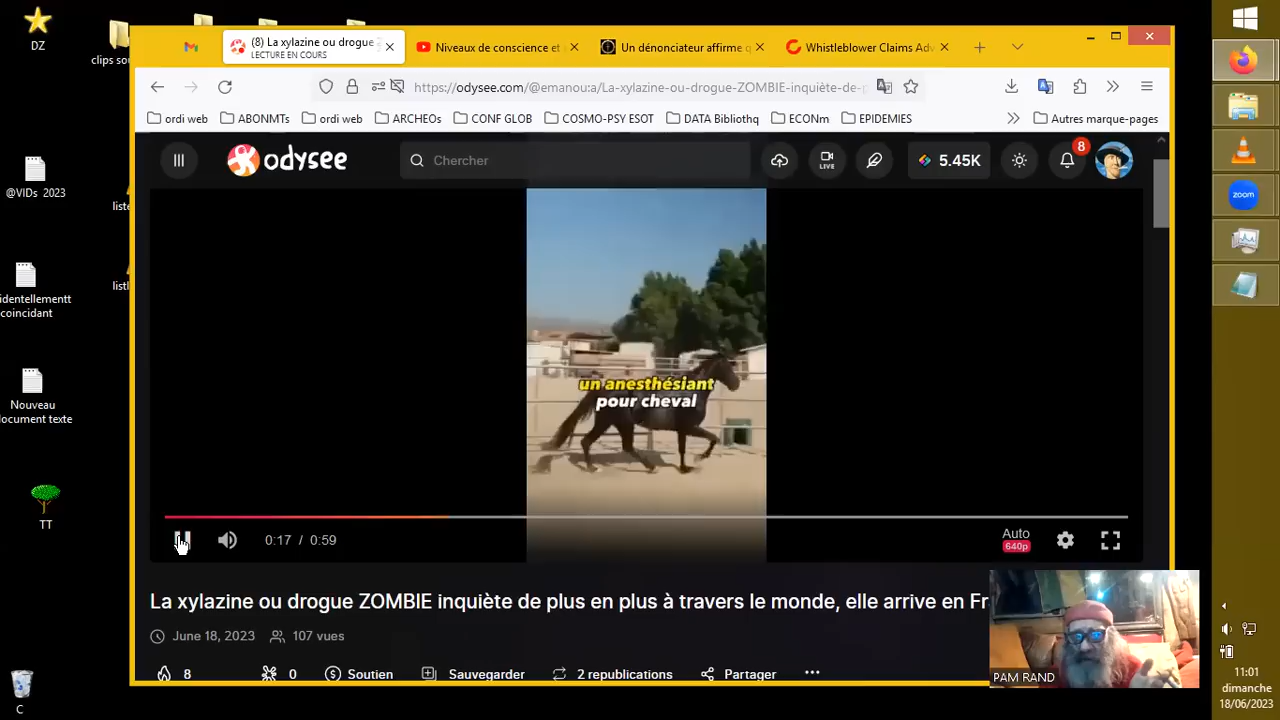 DZ
clips sou
@VIDs 2023
liste
identellementt
coincidant
listl
Nouveau
document texte
TT
C
(8) La xylazine ou drogue
LECTURE EN COURS
Niveaux de conscience et
Un dénonciateur affirme q
Whistleblower Claims Adv
https://odysee.com/@emanou:a/La-xylazine-ou-drogue-ZOMBIE-inquiète-de-p
ordi web
ABONMTs
ordi web
ARCHEOs
CONF GLOB
COSMO-PSY ESOT
DATA Bibliothq
ECONm
EPIDEMIES
Autres marque-pages
odysee
Chercher
LIVE
5.45K
8
un anesthésiant
pour cheval
0:17 / 0:59
Auto
640p
La xylazine ou drogue ZOMBIE inquiète de plus en plus à travers le monde, elle arrive en Fr
June 18, 2023
107 vues
8
0
Soutien
Sauvegarder
2 republications
Partager
PAM RAND
zoom
11:01
dimanche
18/06/2023